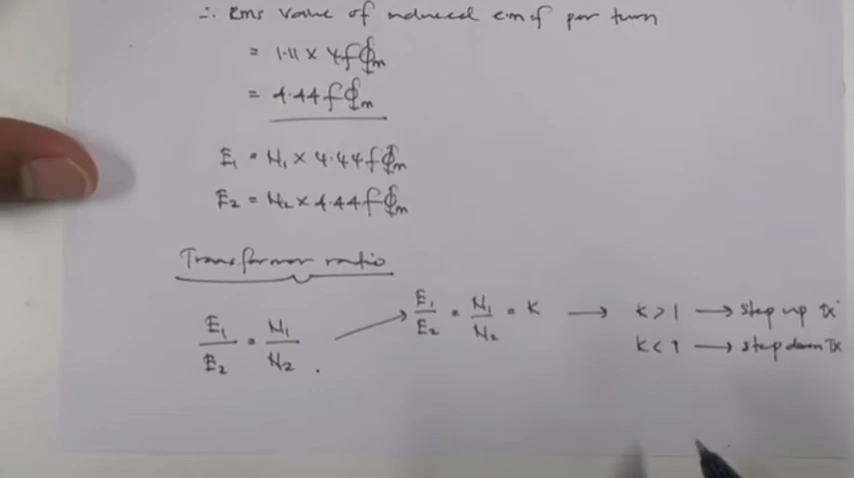 ∴ Rms value of induced e.m.f per turn
= 1.11 × 4fΦm
= 4.44fΦm
E1 = N1 × 4.44fΦm
E2 = N2 × 4.44fΦm
Transformer ratio
E1/E2 = N1/N2 . → E1/E2 = N1/N2 = K → K > 1 → step up Tx
K < 1 → step down Tx